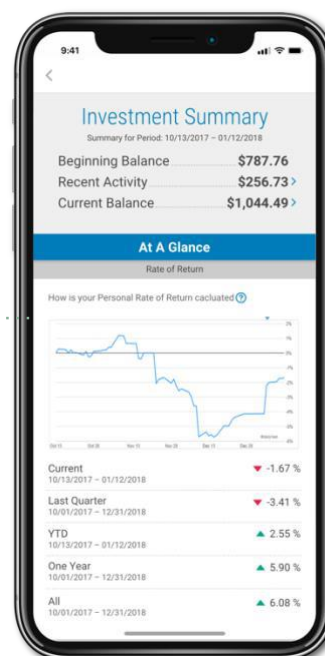 9:41
Investment Summary
Summary for Period: 10/13/2017 – 01/12/2018
Beginning Balance $787.76
Recent Activity $256.73 >
Current Balance $1,044.49 >
At A Glance
Rate of Return
How is your Personal Rate of Return cacluated ?
Current ▼ -1.67 %
10/13/2017 – 01/12/2018
Last Quarter ▼ -3.41 %
10/01/2017 – 12/31/2018
YTD ▲ 2.55 %
10/13/2017 – 01/12/2018
One Year ▲ 5.90 %
10/01/2017 – 12/31/2018
All ▲ 6.08 %
10/01/2017 – 12/31/2018